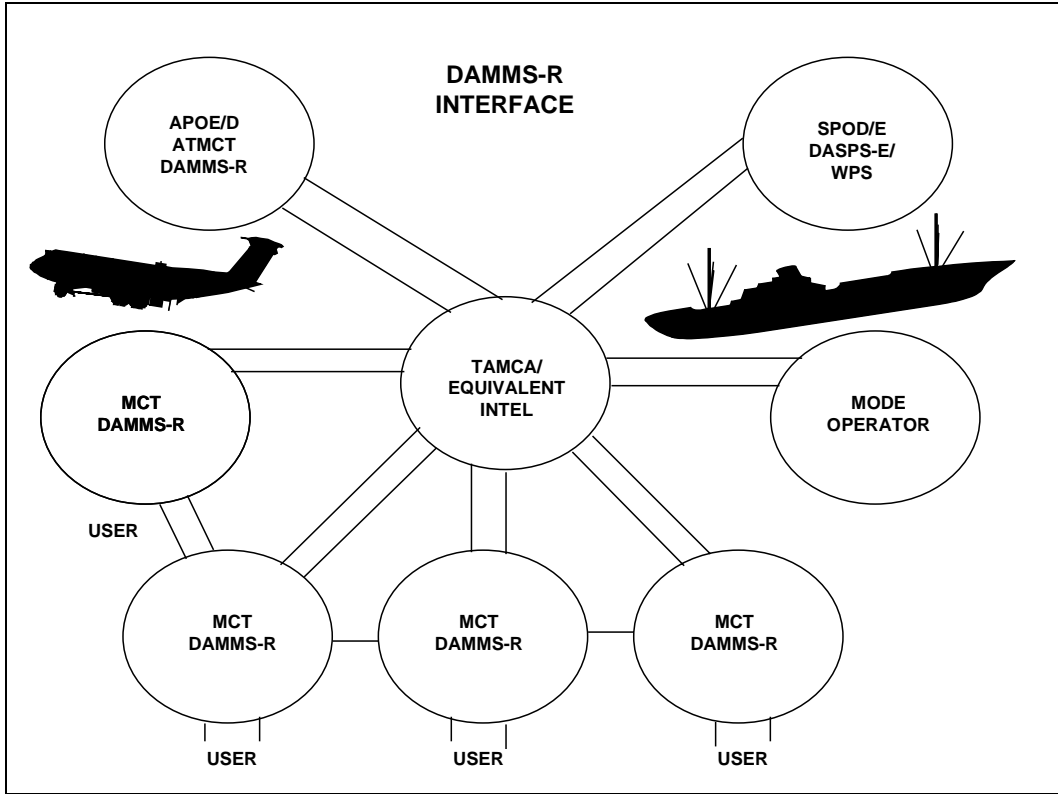 DAMMS-R
INTERFACE
APOE/D
ATMCT
DAMMS-R
SPOD/E
DASPS-E/
WPS
TAMCA/
EQUIVALENT
INTEL
MCT
DAMMS-R
MODE
OPERATOR
USER
MCT
DAMMS-R
MCT
DAMMS-R
MCT
DAMMS-R
USER
USER
USER